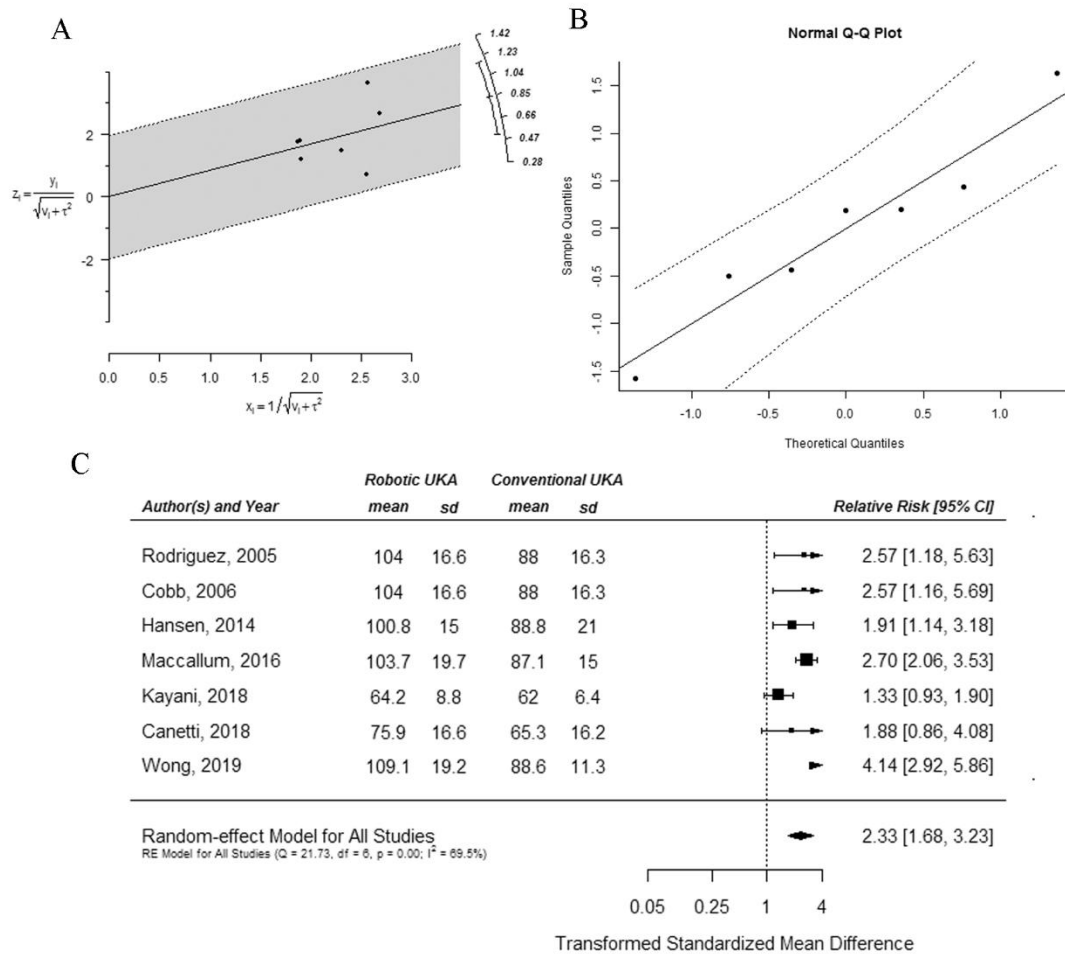 A
1.42
1.23
1.04
0.85
0.66
0.47
0.28
2
0
-2
z_i = y_i / √(v_i + τ²)
0.0 0.5 1.0 1.5 2.0 2.5 3.0
x_i = 1/√(v_i + τ²)
B
Normal Q-Q Plot
1.5
1.0
0.5
0.0
-0.5
-1.0
-1.5
Sample Quantiles
-1.0 -0.5 0.0 0.5 1.0
Theoretical Quantiles
C
Robotic UKA Conventional UKA
Author(s) and Year mean sd mean sd Relative Risk [95% CI]
Rodriguez, 2005 104 16.6 88 16.3 2.57 [1.18, 5.63]
Cobb, 2006 104 16.6 88 16.3 2.57 [1.16, 5.69]
Hansen, 2014 100.8 15 88.8 21 1.91 [1.14, 3.18]
Maccallum, 2016 103.7 19.7 87.1 15 2.70 [2.06, 3.53]
Kayani, 2018 64.2 8.8 62 6.4 1.33 [0.93, 1.90]
Canetti, 2018 75.9 16.6 65.3 16.2 1.88 [0.86, 4.08]
Wong, 2019 109.1 19.2 88.6 11.3 4.14 [2.92, 5.86]
Random-effect Model for All Studies 2.33 [1.68, 3.23]
RE Model for All Studies (Q = 21.73, df = 6, p = 0.00; I² = 69.5%)
0.05 0.25 1 4
Transformed Standardized Mean Difference